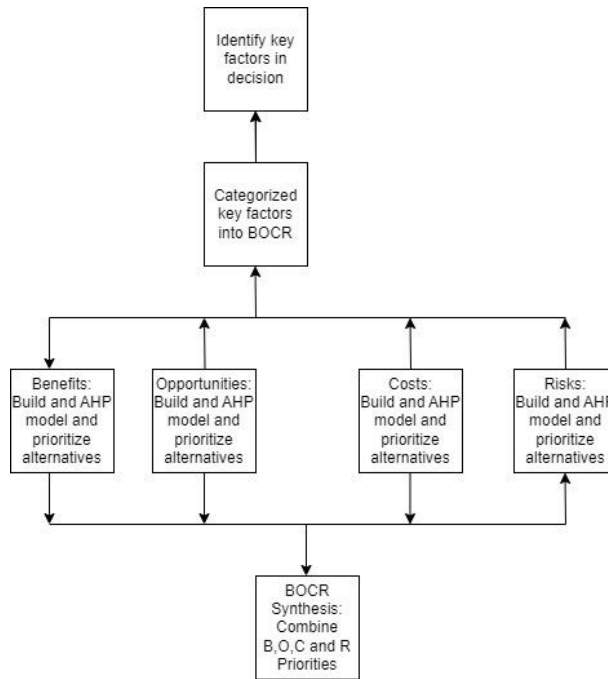 Identify key
factors in
decision
Categorized
key factors
into BOCR
Benefits:
Build and AHP
model and
prioritize
alternatives
Opportunities:
Build and AHP
model and
prioritize
alternatives
Costs:
Build and AHP
model and
prioritize
alternatives
Risks:
Build and AHP
model and
prioritize
alternatives
BOCR
Synthesis:
Combine
B,O,C and R
Priorities